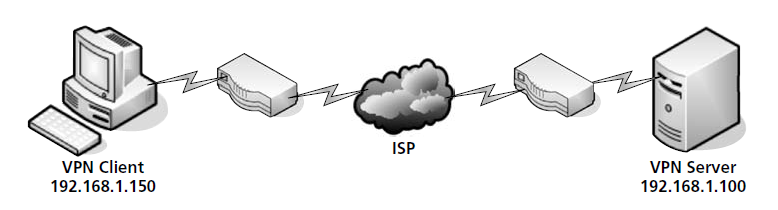 ISP
VPN Client
192.168.1.150
VPN Server
192.168.1.100